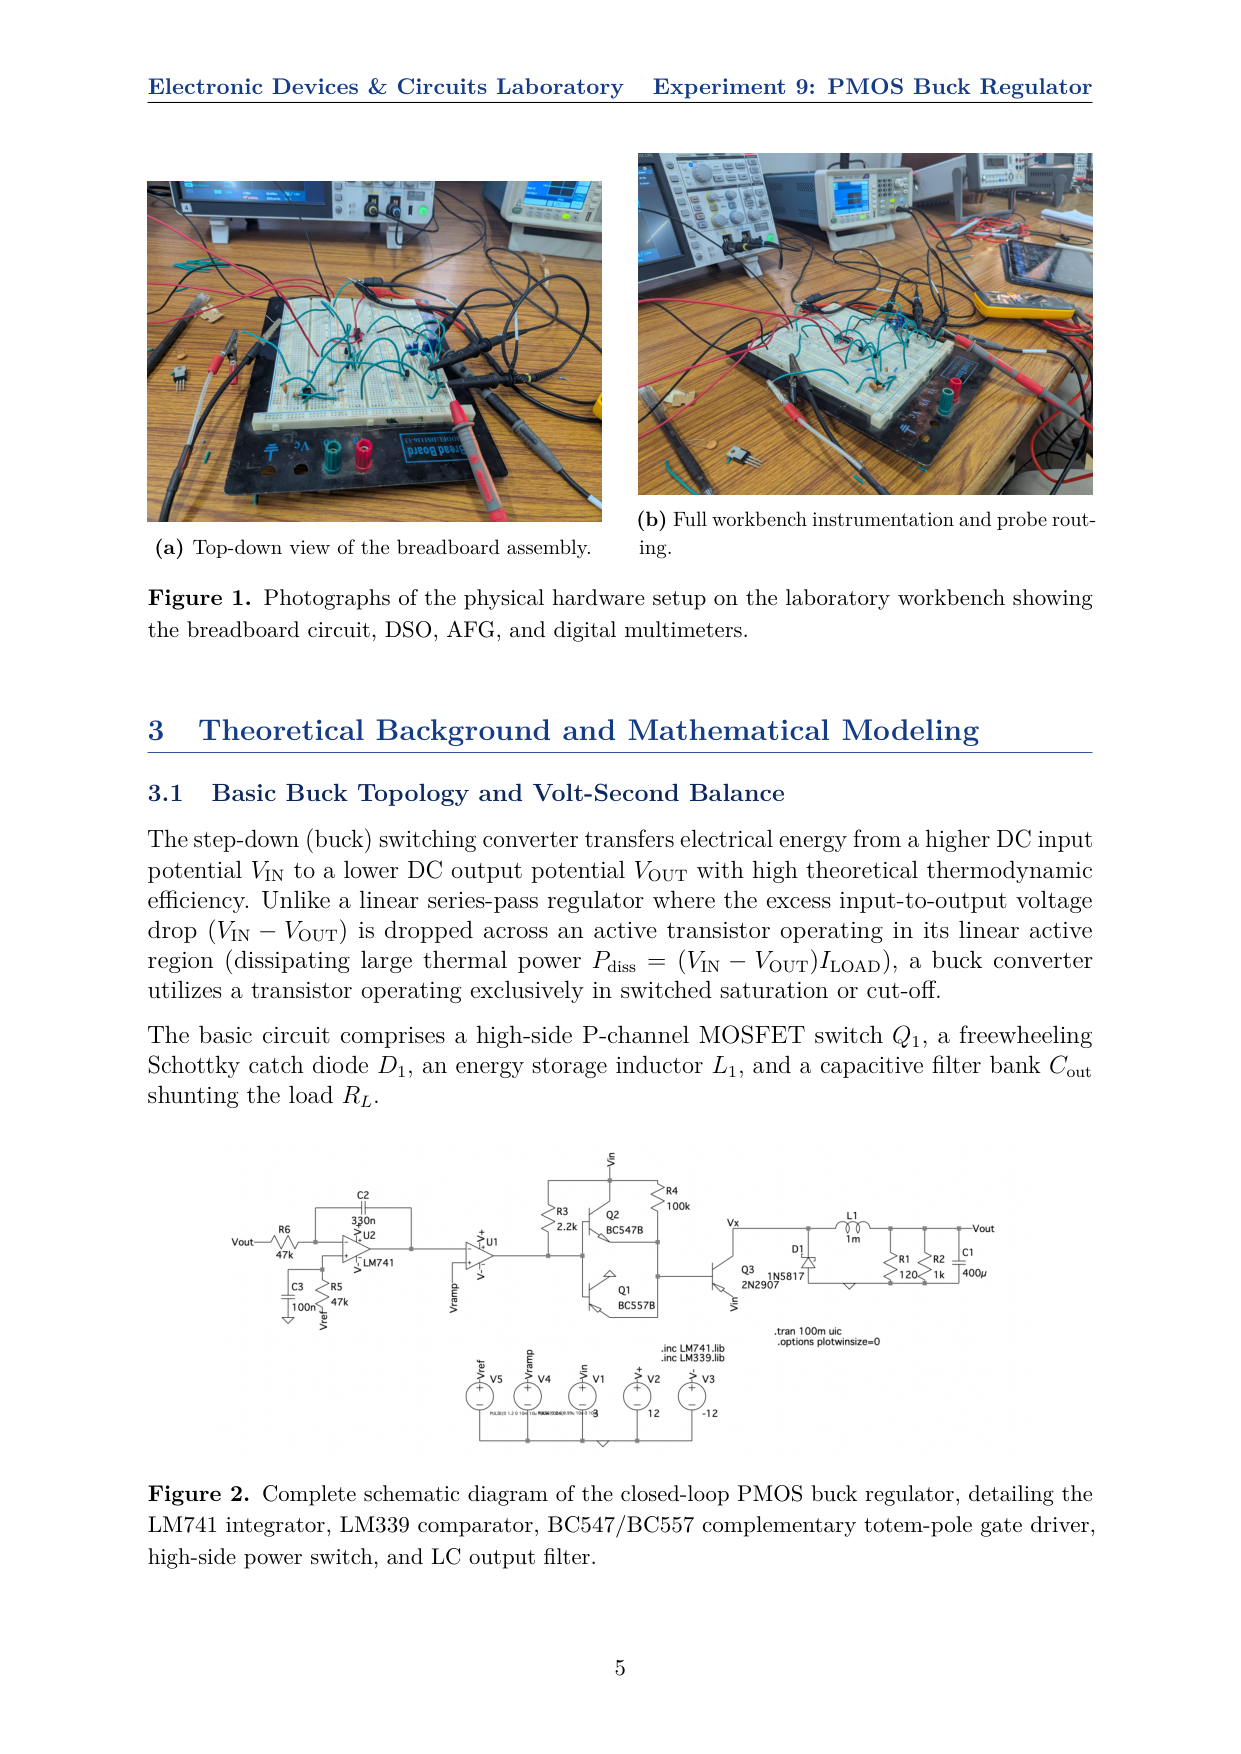 Electronic Devices & Circuits Laboratory Experiment 9: PMOS Buck Regulator
Vc
Bread Board
(a) Top-down view of the breadboard assembly.
(b) Full workbench instrumentation and probe rout-
ing.
Figure 1. Photographs of the physical hardware setup on the laboratory workbench showing
the breadboard circuit, DSO, AFG, and digital multimeters.
3 Theoretical Background and Mathematical Modeling
3.1 Basic Buck Topology and Volt-Second Balance
The step-down (buck) switching converter transfers electrical energy from a higher DC input
potential V_IN to a lower DC output potential V_OUT with high theoretical thermodynamic
efficiency. Unlike a linear series-pass regulator where the excess input-to-output voltage
drop (V_IN − V_OUT) is dropped across an active transistor operating in its linear active
region (dissipating large thermal power P_diss = (V_IN − V_OUT)I_LOAD), a buck converter
utilizes a transistor operating exclusively in switched saturation or cut-off.
The basic circuit comprises a high-side P-channel MOSFET switch Q_1, a freewheeling
Schottky catch diode D_1, an energy storage inductor L_1, and a capacitive filter bank C_out
shunting the load R_L.
Vin
C2
330n
R6
Vout
47k
V+
U2
LM741
V-
C3
100n
R5
47k
Vref
V+
U1
V-
Vramp
R3
2.2k
Q2
BC547B
R4
100k
Q1
BC557B
Vx
Q3
2N2907
Vin
D1
1N5817
L1
1m
R1
120
R2
1k
C1
400µ
Vout
.tran 100m uic
.options plotwinsize=0
.inc LM741.lib
.inc LM339.lib
Vref
V5
Vramp
V4
Vin
V1
3
V+
V2
12
V-
V3
-12
Figure 2. Complete schematic diagram of the closed-loop PMOS buck regulator, detailing the
LM741 integrator, LM339 comparator, BC547/BC557 complementary totem-pole gate driver,
high-side power switch, and LC output filter.
5